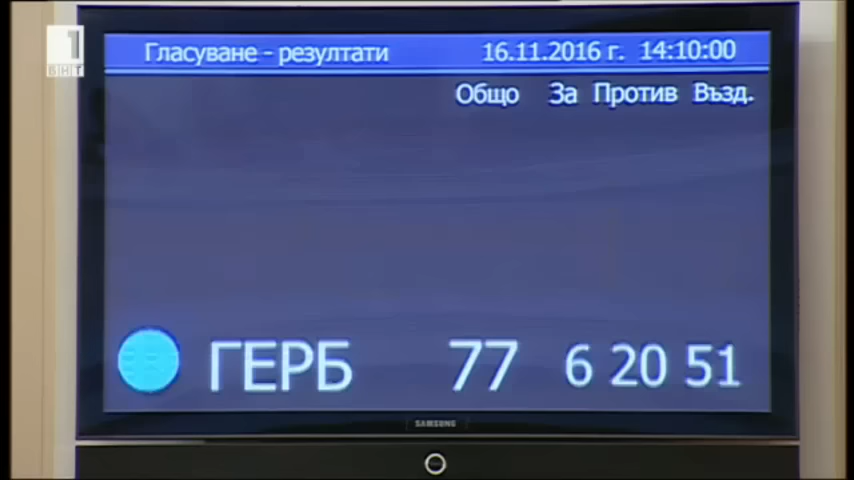 1
БНТ
Гласуване - резултати 16.11.2016 г. 14:10:00
Общо За Против Възд.
ГЕРБ 77 6 20 51
SAMSUNG